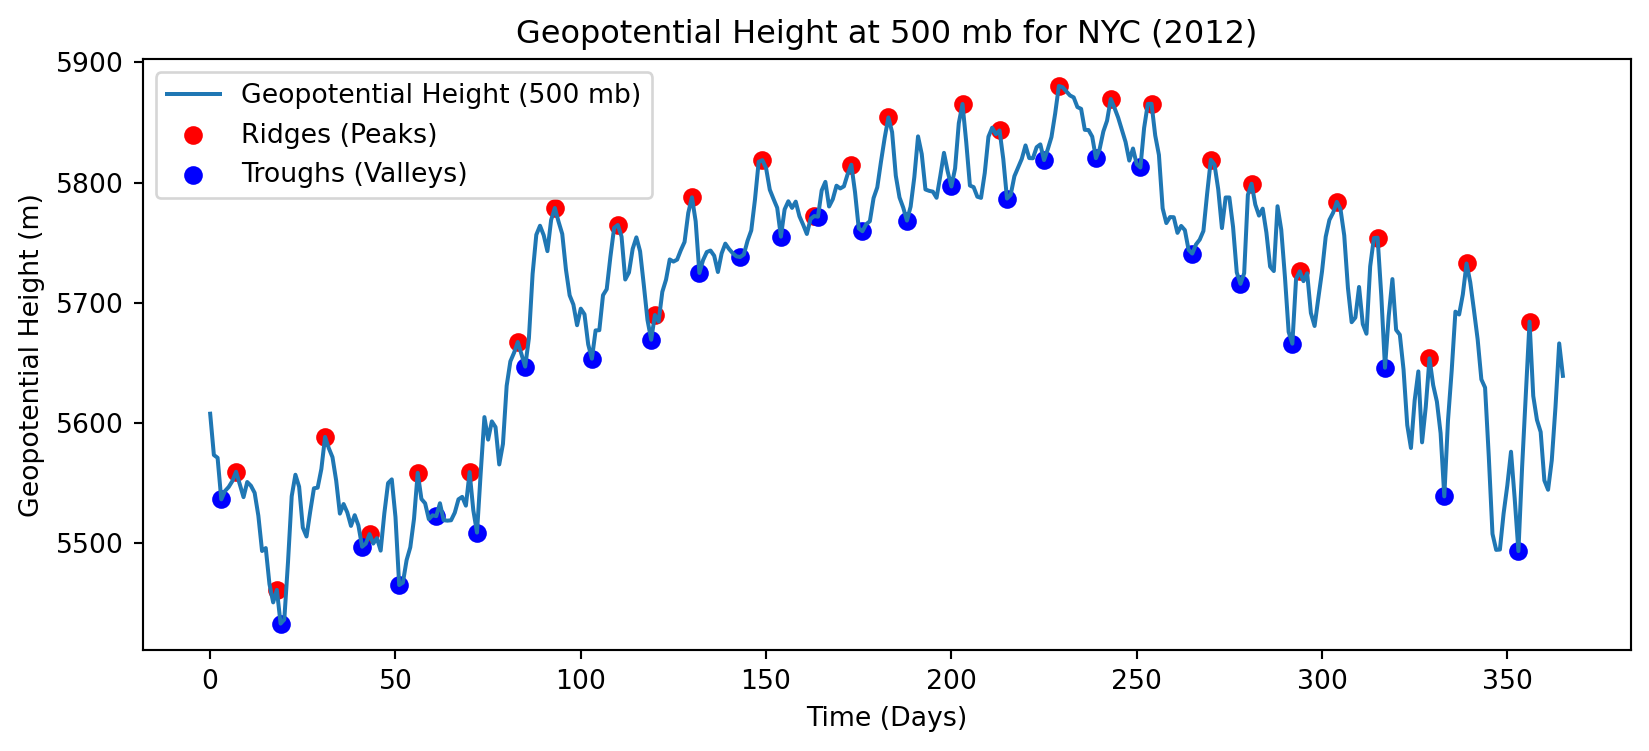 Geopotential Height at 500 mb for NYC (2012)
Geopotential Height (500 mb)
Ridges (Peaks)
Troughs (Valleys)
Geopotential Height (m)
5900
5800
5700
5600
5500
0 50 100 150 200 250 300 350
Time (Days)